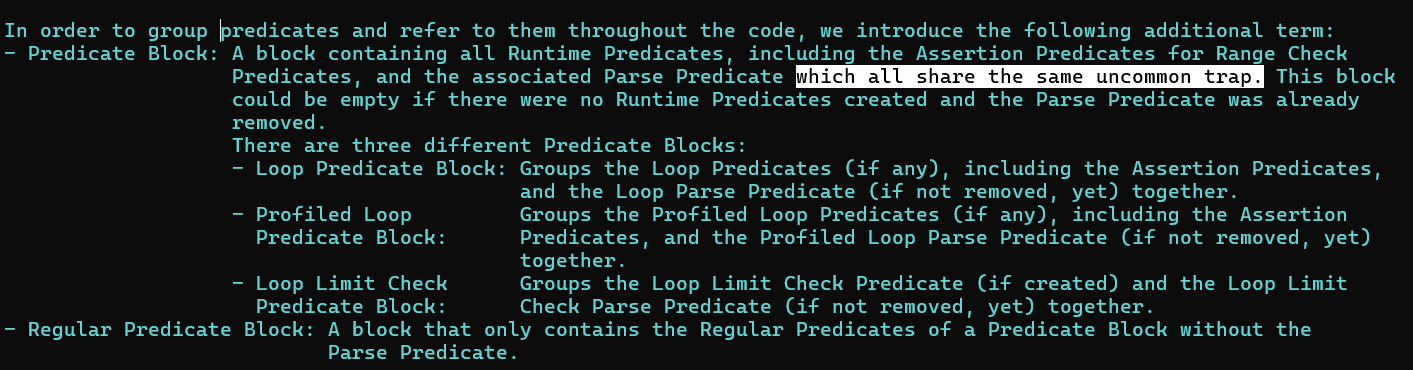 In order to group predicates and refer to them throughout the code, we introduce the following additional term:
- Predicate Block: A block containing all Runtime Predicates, including the Assertion Predicates for Range Check
Predicates, and the associated Parse Predicate which all share the same uncommon trap. This block
could be empty if there were no Runtime Predicates created and the Parse Predicate was already
removed.
There are three different Predicate Blocks:
- Loop Predicate Block: Groups the Loop Predicates (if any), including the Assertion Predicates,
and the Loop Parse Predicate (if not removed, yet) together.
- Profiled Loop Groups the Profiled Loop Predicates (if any), including the Assertion
Predicate Block: Predicates, and the Profiled Loop Parse Predicate (if not removed, yet)
together.
- Loop Limit Check Groups the Loop Limit Check Predicate (if created) and the Loop Limit
Predicate Block: Check Parse Predicate (if not removed, yet) together.
- Regular Predicate Block: A block that only contains the Regular Predicates of a Predicate Block without the
Parse Predicate.